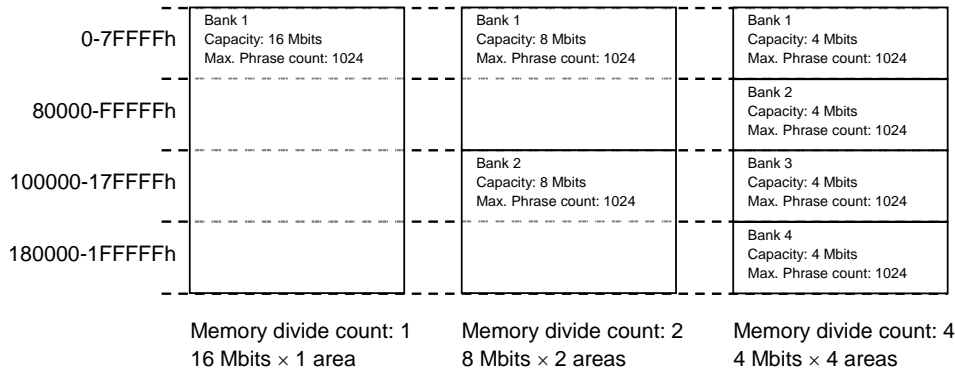 0-7FFFFh
80000-FFFFFh
100000-17FFFFh
180000-1FFFFFh
Bank 1
Capacity: 16 Mbits
Max. Phrase count: 1024
Memory divide count: 1
16 Mbits × 1 area
Bank 1
Capacity: 8 Mbits
Max. Phrase count: 1024
Bank 2
Capacity: 8 Mbits
Max. Phrase count: 1024
Memory divide count: 2
8 Mbits × 2 areas
Bank 1
Capacity: 4 Mbits
Max. Phrase count: 1024
Bank 2
Capacity: 4 Mbits
Max. Phrase count: 1024
Bank 3
Capacity: 4 Mbits
Max. Phrase count: 1024
Bank 4
Capacity: 4 Mbits
Max. Phrase count: 1024
Memory divide count: 4
4 Mbits × 4 areas